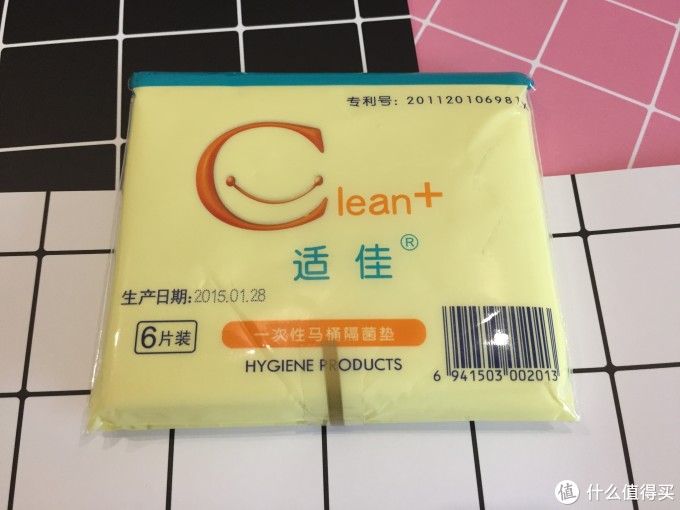 专利号: 201120106981X
Clean+
适佳®
生产日期: 2015.01.28
6片装
一次性马桶隔菌垫
HYGIENE PRODUCTS
6 941503 002013
值 什么值得买